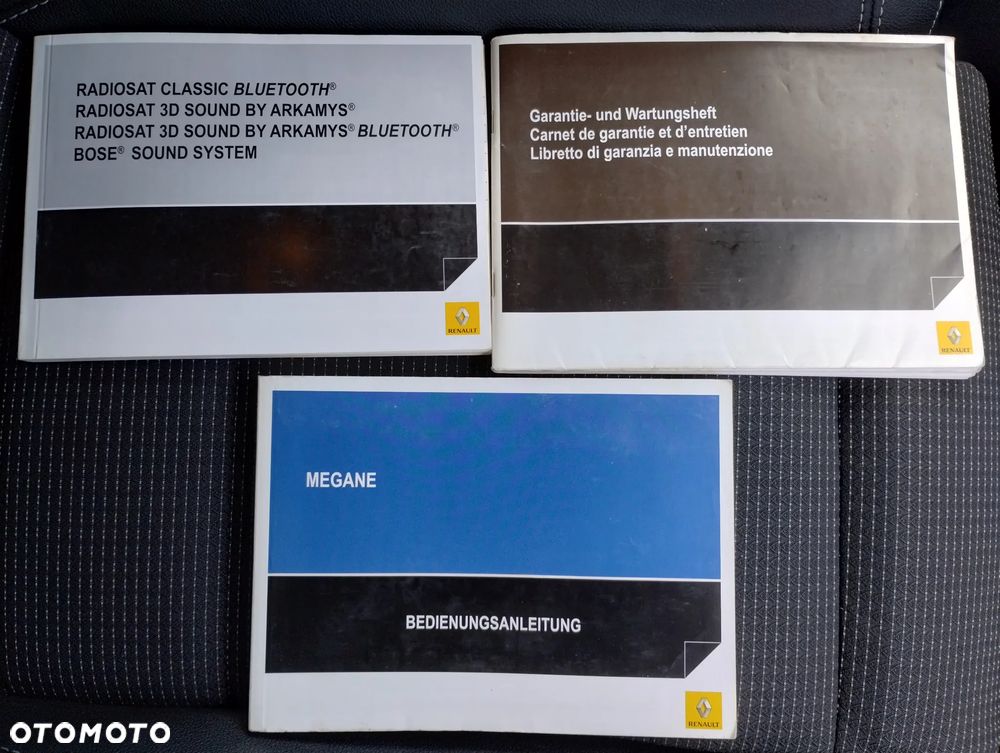 RADIOSAT CLASSIC BLUETOOTH®
RADIOSAT 3D SOUND BY ARKAMYS®
RADIOSAT 3D SOUND BY ARKAMYS® BLUETOOTH®
BOSE® SOUND SYSTEM
RENAULT
Garantie- und Wartungsheft
Carnet de garantie et d'entretien
Libretto di garanzia e manutenzione
RENAULT
MEGANE
BEDIENUNGSANLEITUNG
RENAULT
OTOMOTO